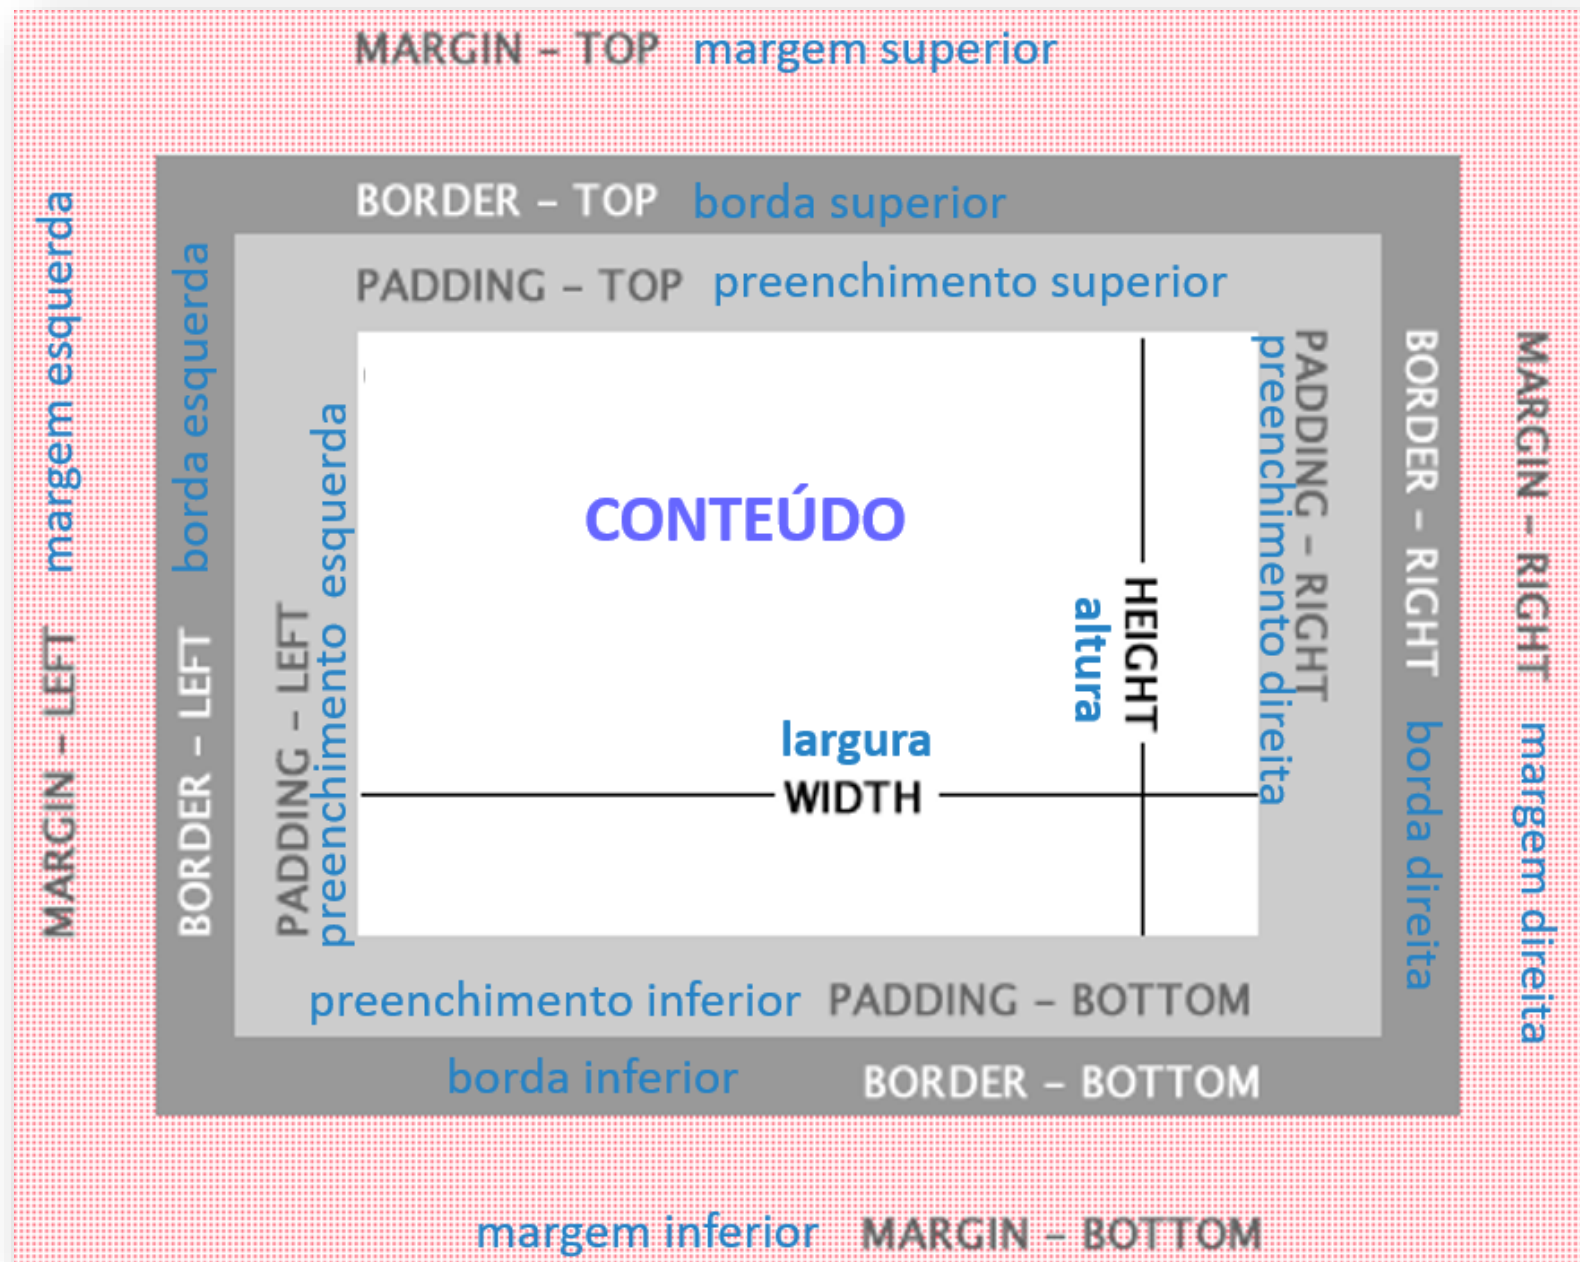 MARGIN – TOP margem superior
BORDER – TOP borda superior
PADDING – TOP preenchimento superior
MARGIN – LEFT margem esquerda
BORDER – LEFT borda esquerda
PADDING – LEFT
preenchimento esquerda
CONTEÚDO
altura
HEIGHT
largura
WIDTH
preenchimento direita
PADDING – RIGHT
BORDER – RIGHT borda direita
MARGIN – RIGHT margem direita
preenchimento inferior PADDING – BOTTOM
borda inferior BORDER – BOTTOM
margem inferior MARGIN – BOTTOM